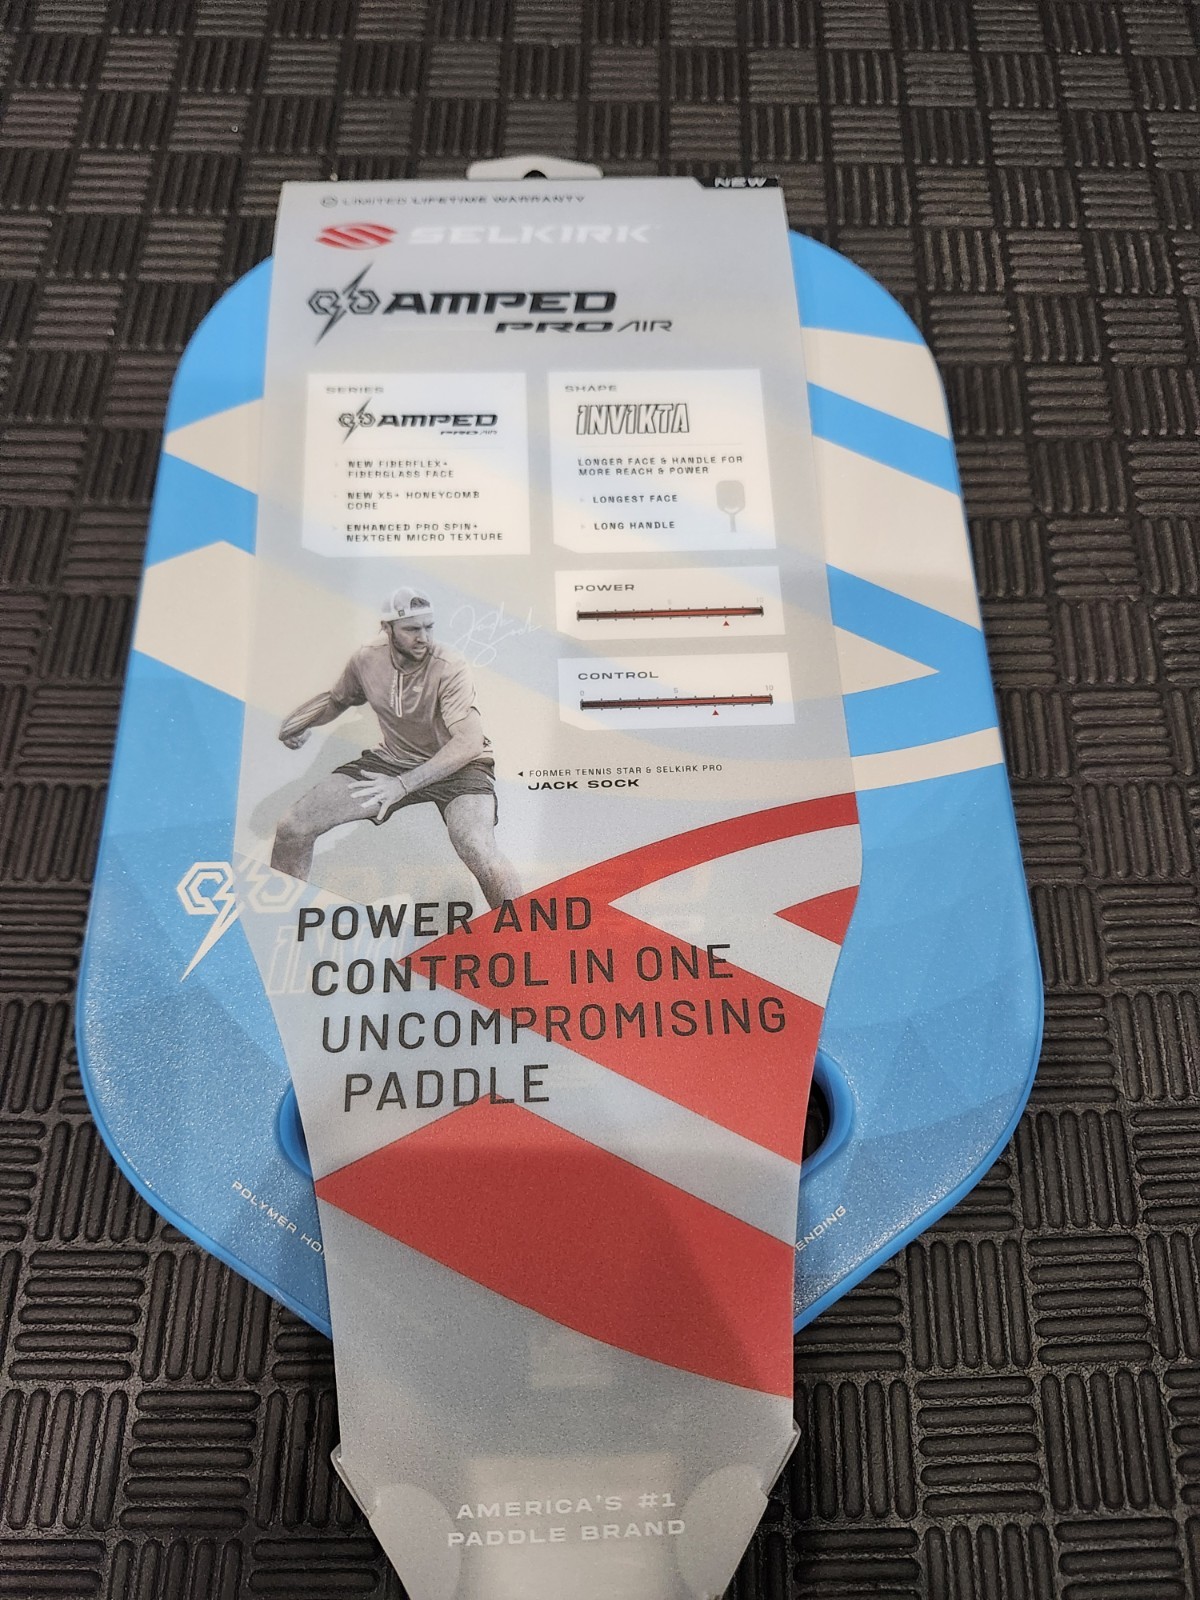 NEW
LIMITED LIFETIME WARRANTY
SELKIRK
AMPED
PRO AIR
SERIES
AMPED
PRO AIR
NEW FIBERFLEX+
FIBERGLASS FACE
NEW X5+ HONEYCOMB
CORE
ENHANCED PRO SPIN+
NEXTGEN MICRO TEXTURE
SHAPE
INVIKTA
LONGER FACE & HANDLE FOR
MORE REACH & POWER
LONGEST FACE
LONG HANDLE
POWER
0 5 10
CONTROL
0 5 10
FORMER TENNIS STAR & SELKIRK PRO
JACK SOCK
POWER AND
CONTROL IN ONE
UNCOMPROMISING
PADDLE
POLYMER
AMERICA'S #1
PADDLE BRAND